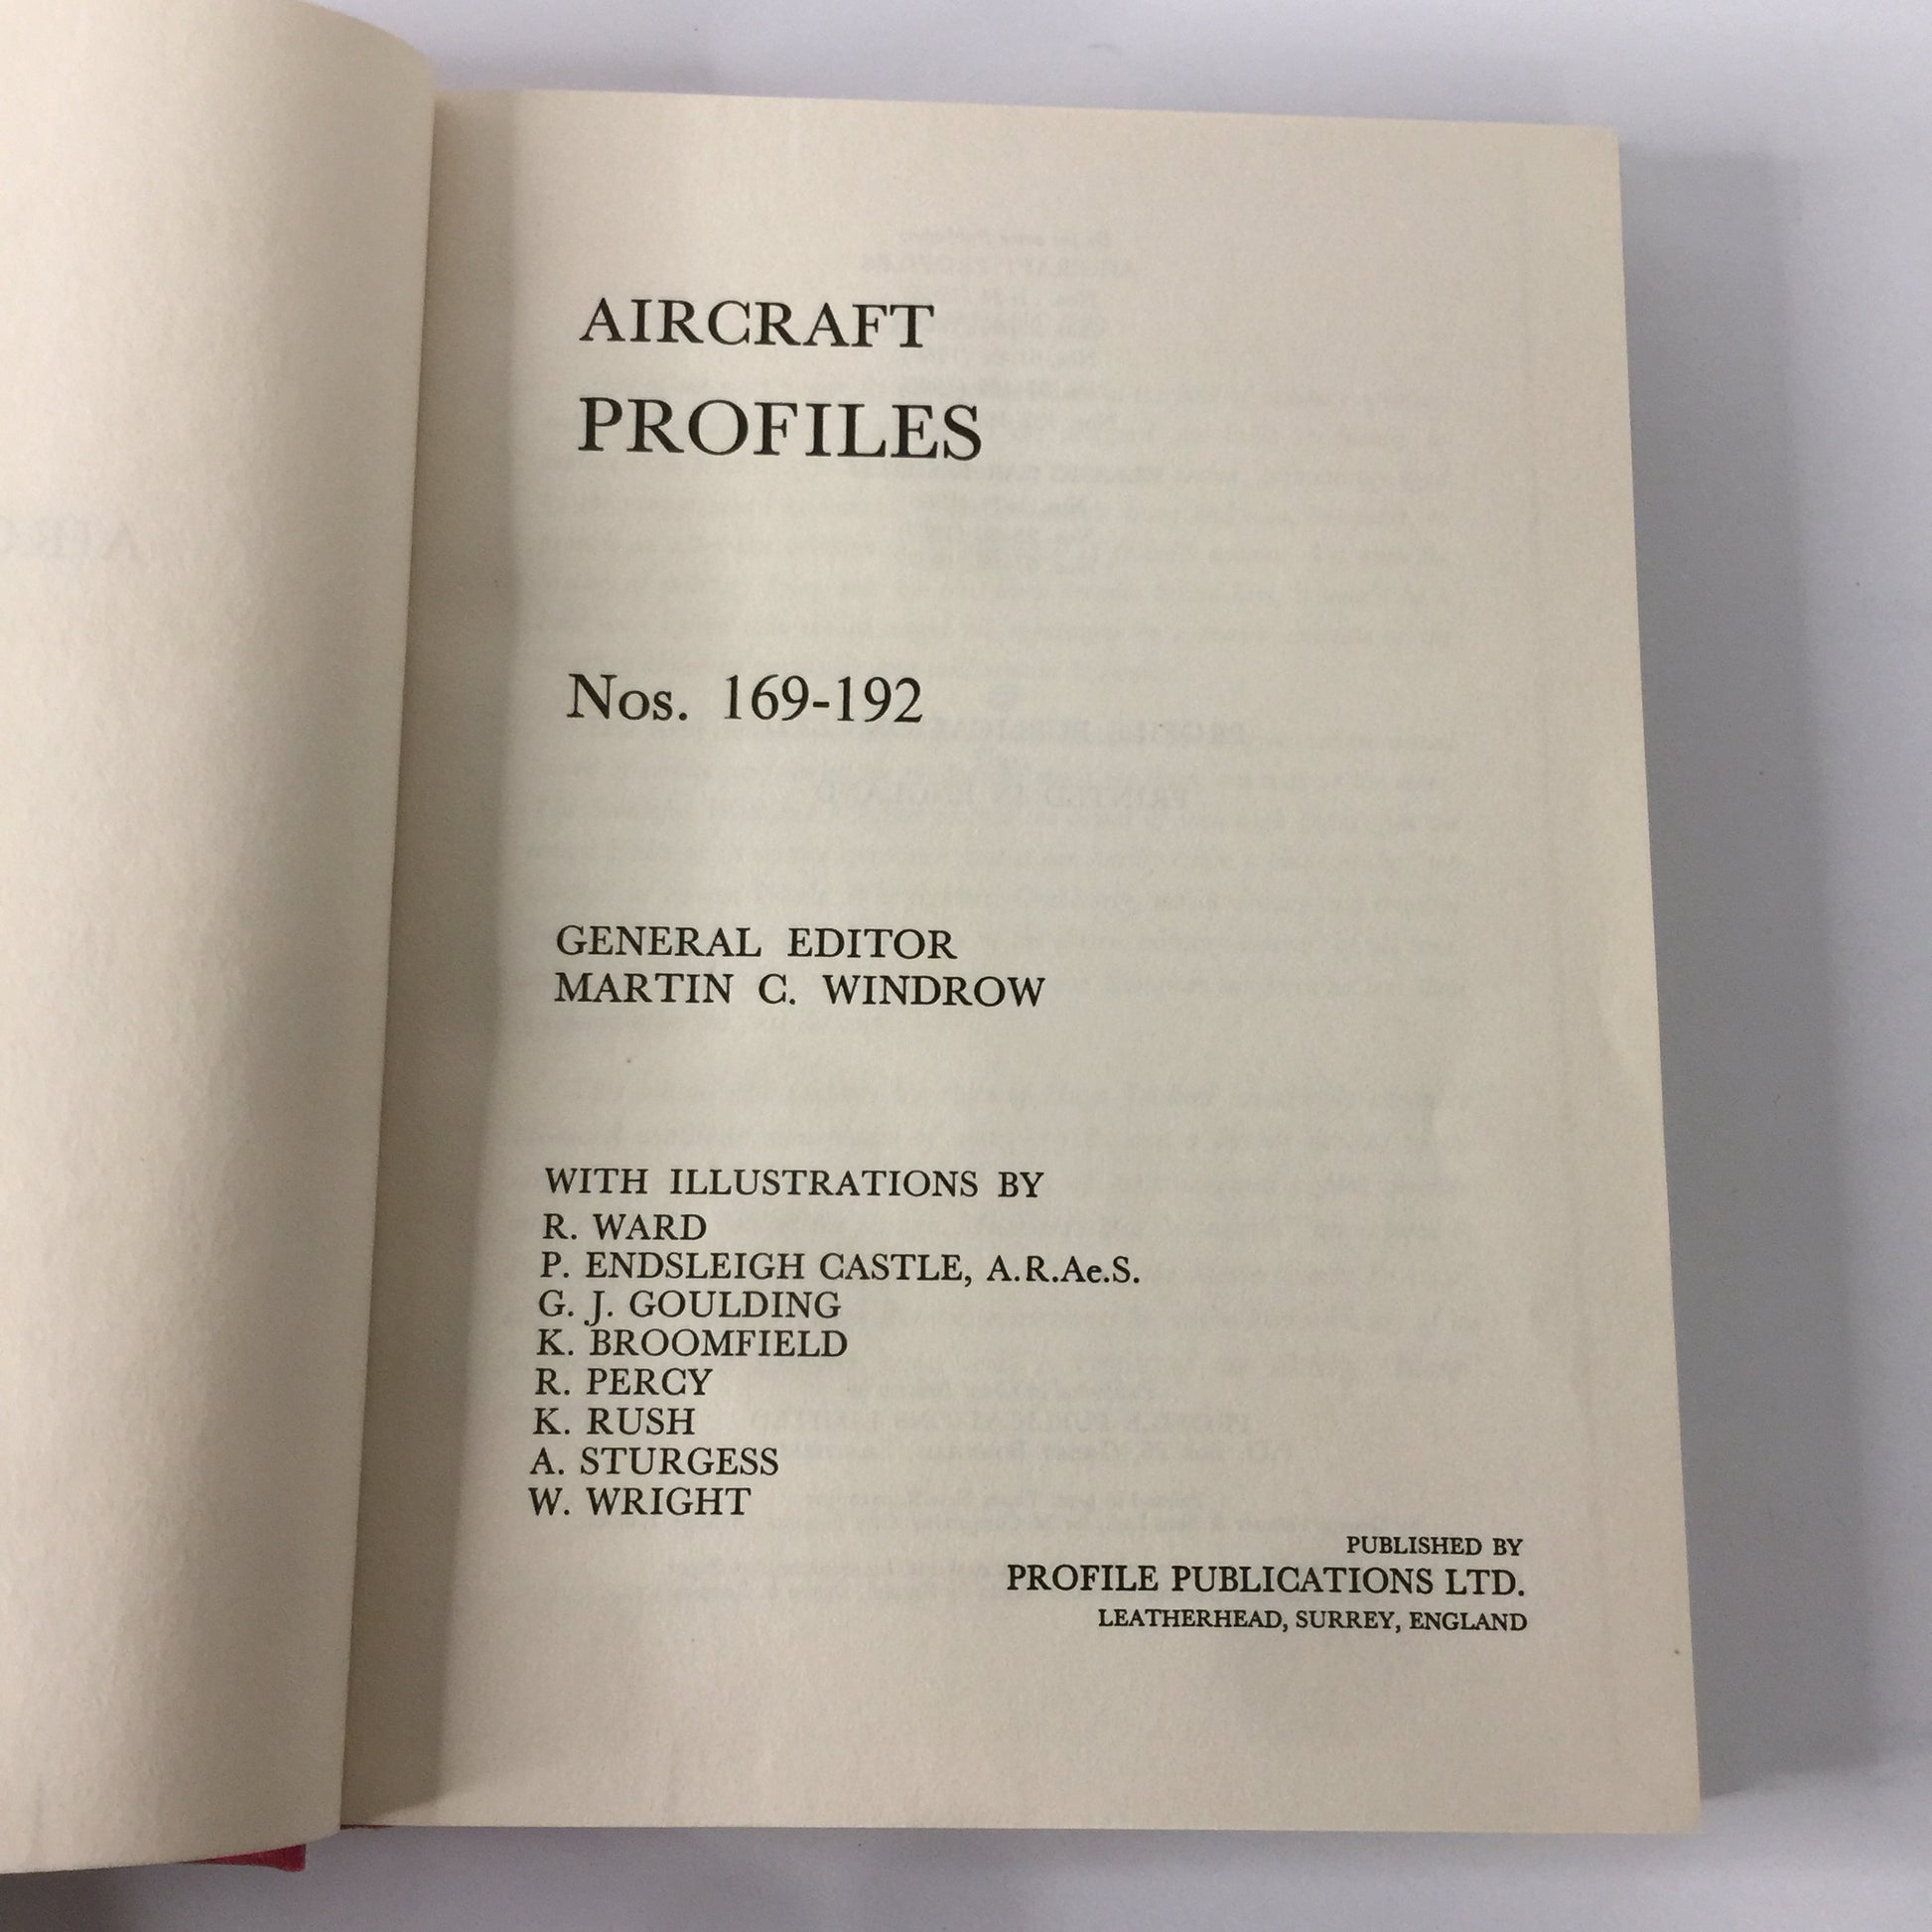 AIRCRAFT
PROFILES
Nos. 169-192
GENERAL EDITOR
MARTIN C. WINDROW
WITH ILLUSTRATIONS BY
R. WARD
P. ENDSLEIGH CASTLE, A.R.Ae.S.
G. J. GOULDING
K. BROOMFIELD
R. PERCY
K. RUSH
A. STURGESS
W. WRIGHT
PUBLISHED BY
PROFILE PUBLICATIONS LTD.
LEATHERHEAD, SURREY, ENGLAND